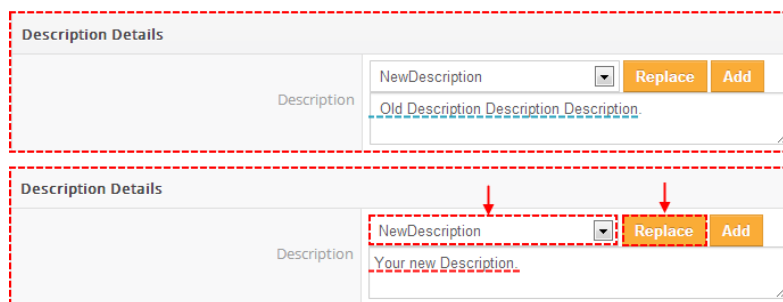 Description Details
NewDescription Replace Add
Description
Old Description Description Description.
Description Details
NewDescription Replace Add
Description
Your new Description.